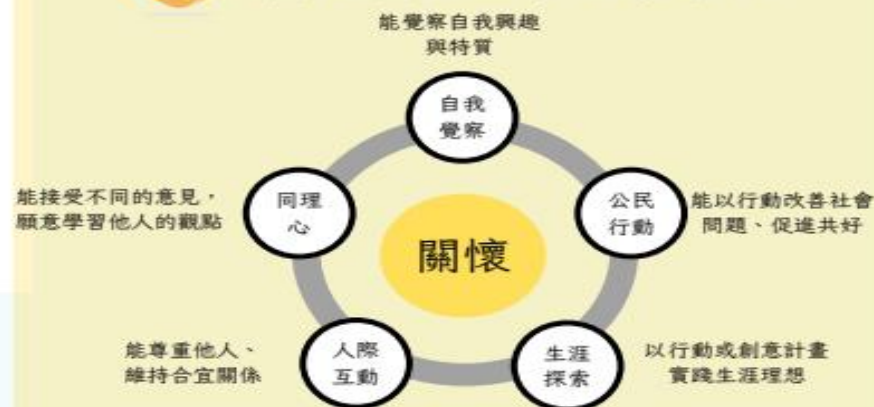 能覺察自我興趣
與特質
自我
覺察
能接受不同的意見，
願意學習他人的觀點
同理
心
公民
行動
能以行動改善社會
問題、促進共好
關懷
能尊重他人、
維持合宜關係
人際
互動
生涯
探索
以行動或創意計畫
實踐生涯理想